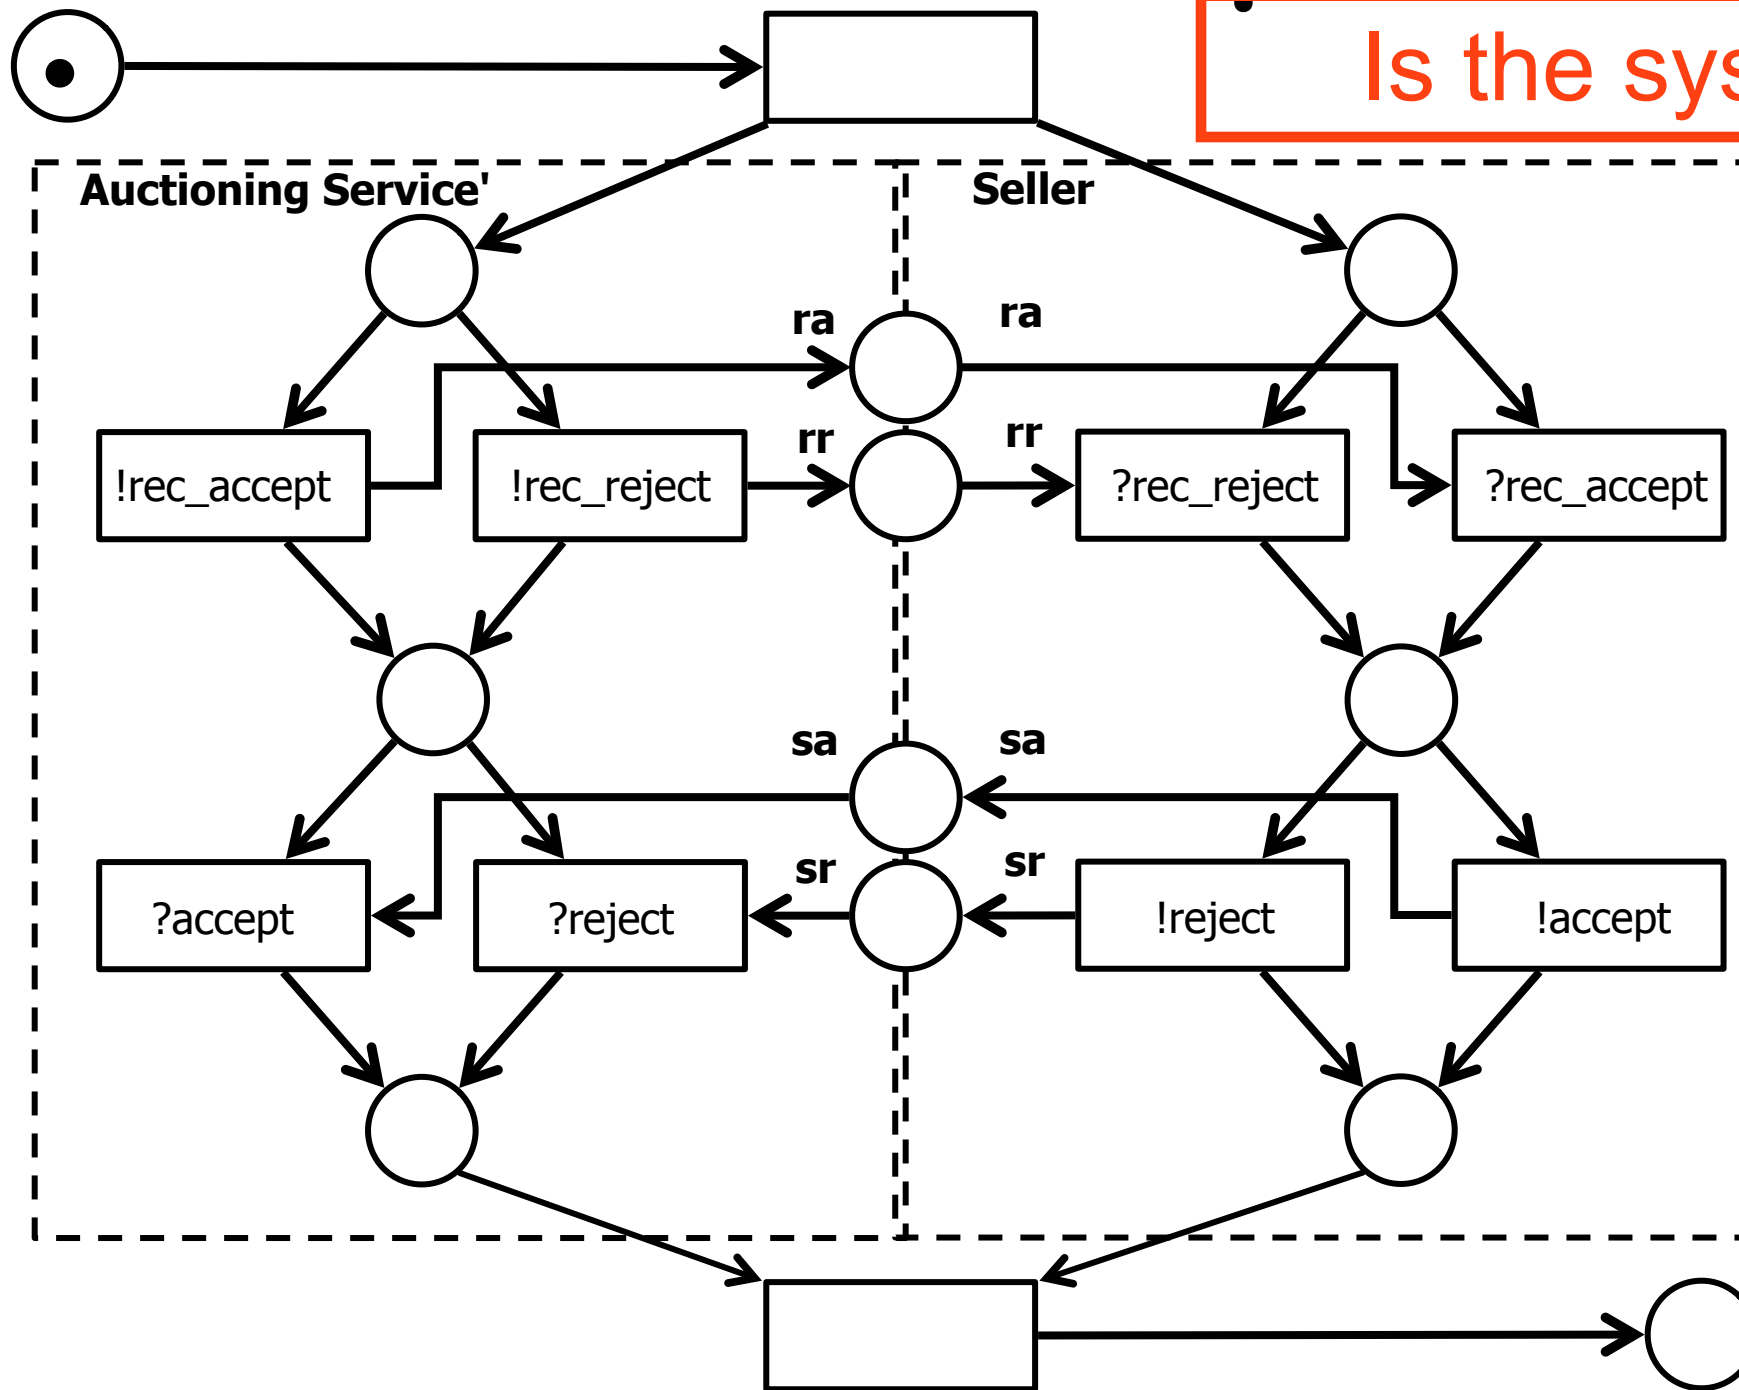 Is the sys
Auctioning Service'
Seller
ra
ra
rr
rr
!rec_accept
!rec_reject
?rec_reject
?rec_accept
sa
sa
sr
sr
?accept
?reject
!reject
!accept